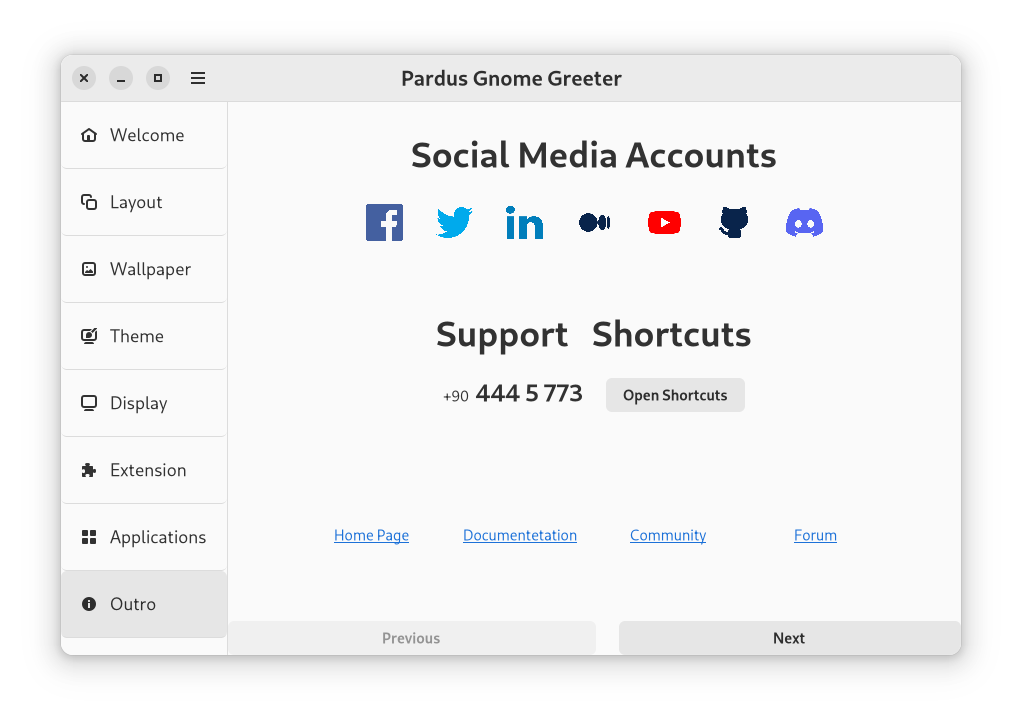 Pardus Gnome Greeter
Welcome
Layout
Wallpaper
Theme
Display
Extension
Applications
Outro
Social Media Accounts
Support Shortcuts
+90 444 5 773 Open Shortcuts
Home Page Documentetation Community Forum
Previous Next